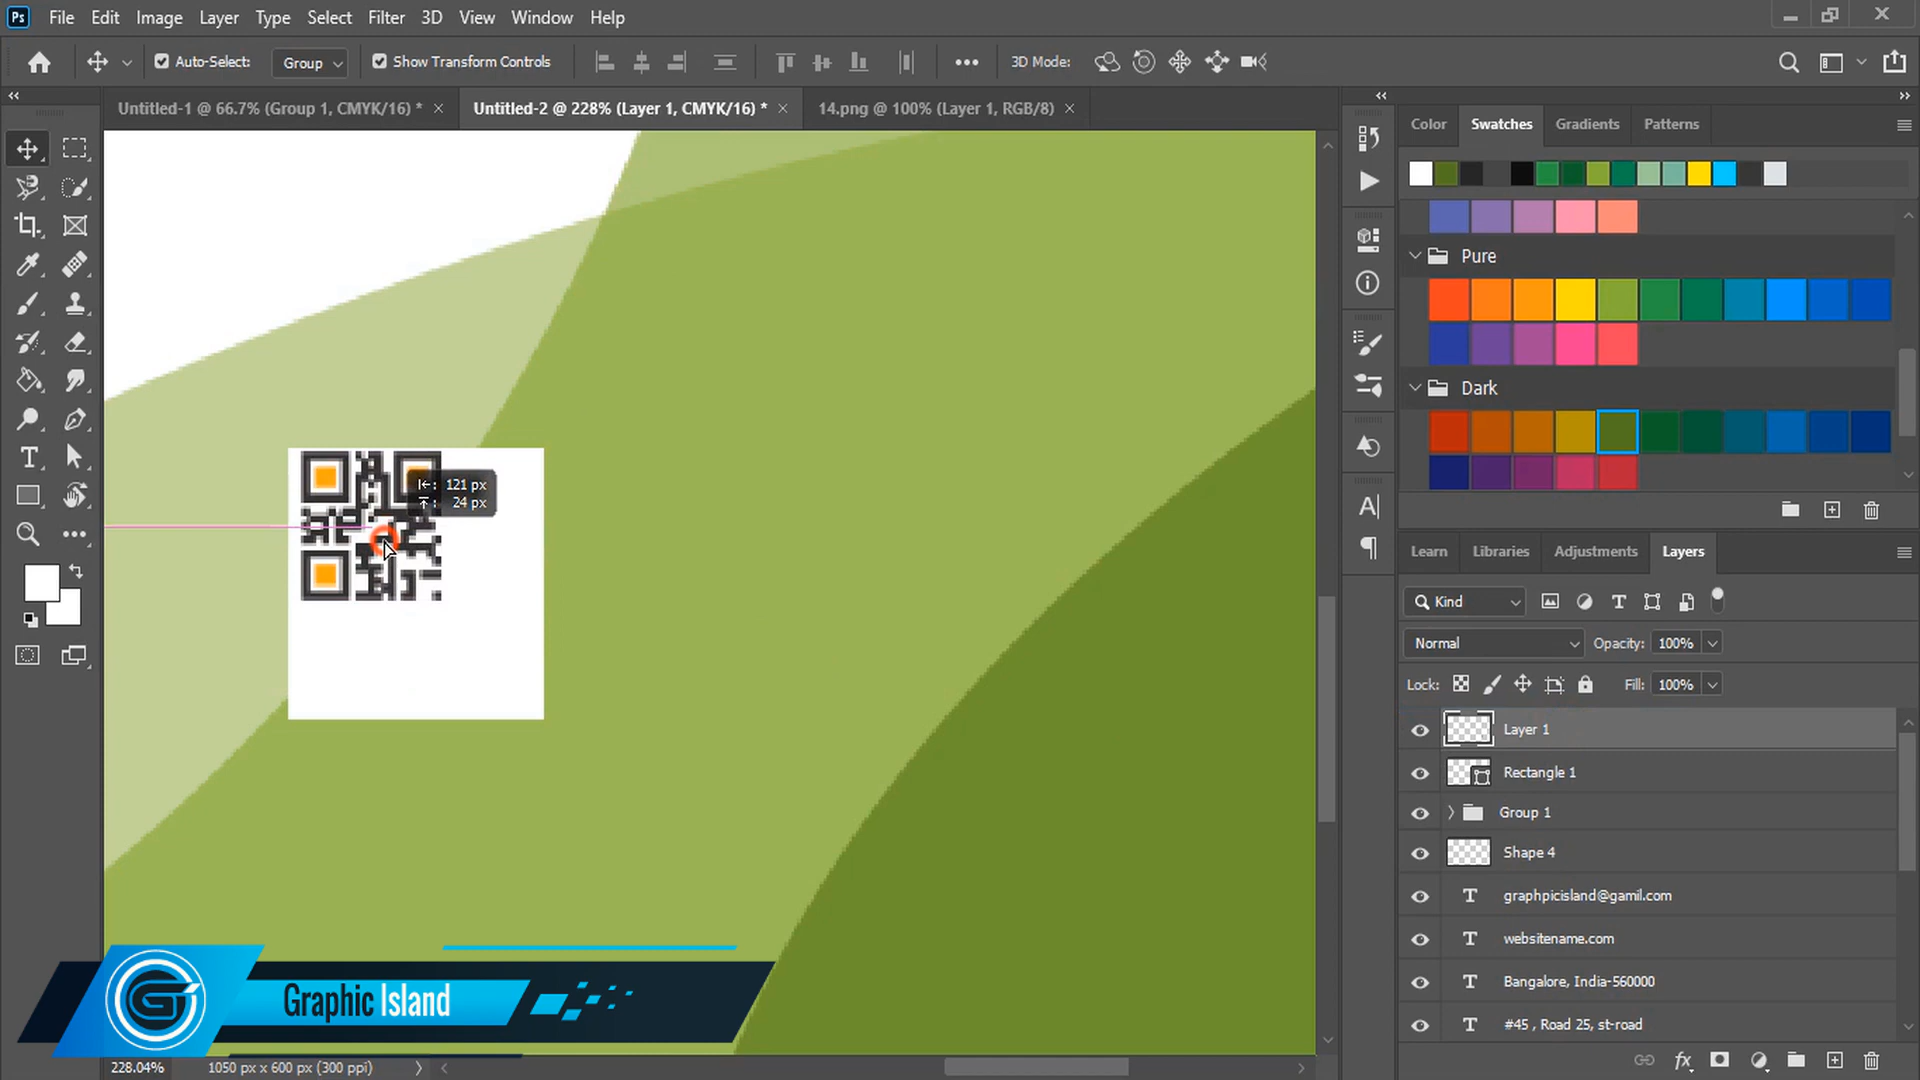 Ps File Edit Image Layer Type Select Filter 3D View Window Help
Auto-Select: Group Show Transform Controls 3D Mode:
Untitled-1 @ 66.7% (Group 1, CMYK/16) * Untitled-2 @ 228% (Layer 1, CMYK/16) * 14.png @ 100% (Layer 1, RGB/8)
Color Swatches Gradients Patterns
Pure
Dark
121 px
24 px
Learn Libraries Adjustments Layers
Kind
Normal Opacity: 100%
Lock: Fill: 100%
Layer 1
Rectangle 1
Group 1
Shape 4
graphpicisland@gamil.com
websitename.com
Bangalore, India-560000
#45 , Road 25, st-road
Graphic Island
228.04% 1050 px x 600 px (300 ppi)